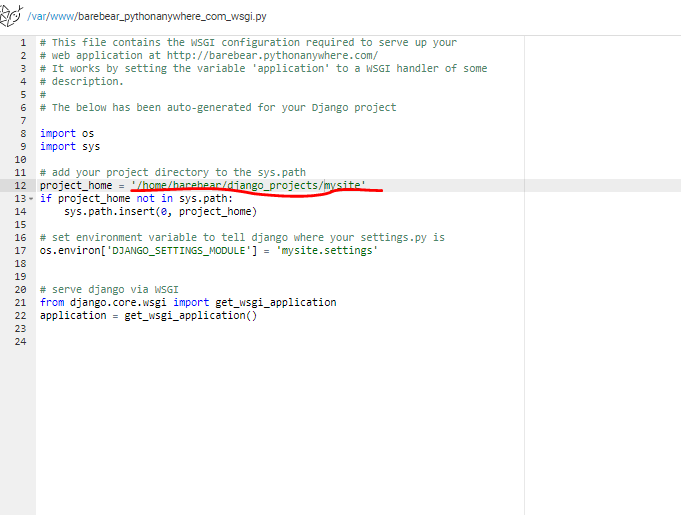 /var/www/barebear_pythonanywhere_com_wsgi.py
1 # This file contains the WSGI configuration required to serve up your
2 # web application at http://barebear.pythonanywhere.com/
3 # It works by setting the variable 'application' to a WSGI handler of some
4 # description.
5 #
6 # The below has been auto-generated for your Django project
7
8 import os
9 import sys
10
11 # add your project directory to the sys.path
12 project_home = '/home/barebear/django_projects/mysite'
13 if project_home not in sys.path:
14     sys.path.insert(0, project_home)
15
16 # set environment variable to tell django where your settings.py is
17 os.environ['DJANGO_SETTINGS_MODULE'] = 'mysite.settings'
18
19
20 # serve django via WSGI
21 from django.core.wsgi import get_wsgi_application
22 application = get_wsgi_application()
23
24